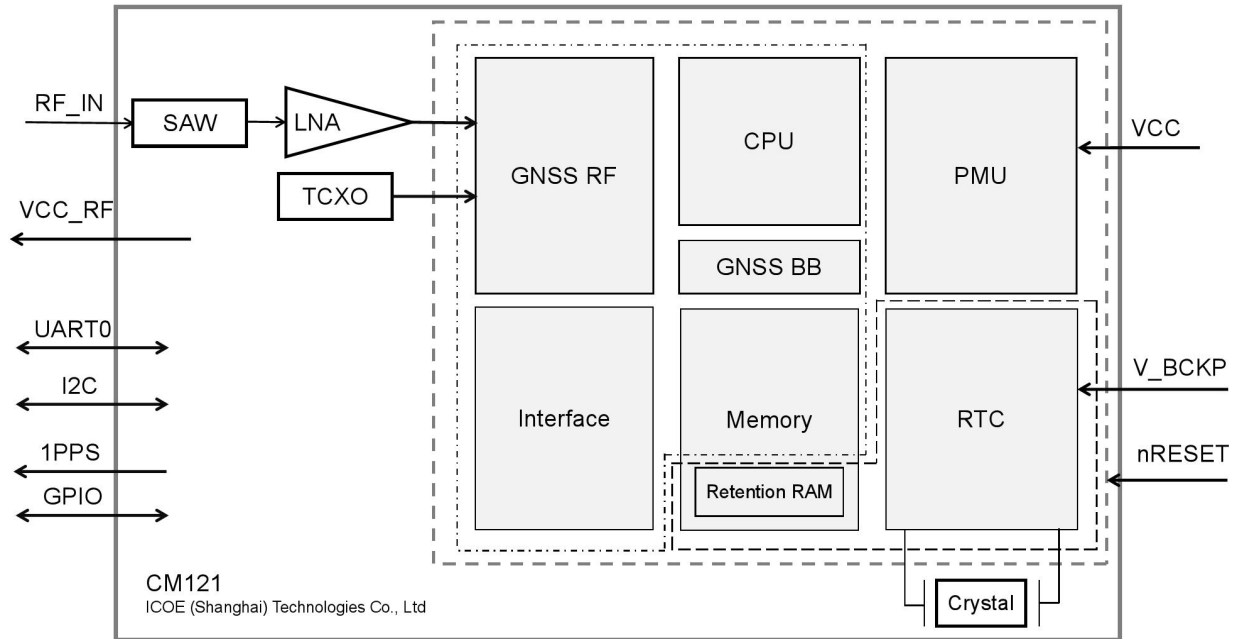 RF_IN
SAW
LNA
TCXO
VCC_RF
UART0
I2C
1PPS
GPIO
GNSS RF
CPU
GNSS BB
PMU
Interface
Memory
Retention RAM
RTC
VCC
V_BCKP
nRESET
Crystal
CM121
ICOE (Shanghai) Technologies Co., Ltd